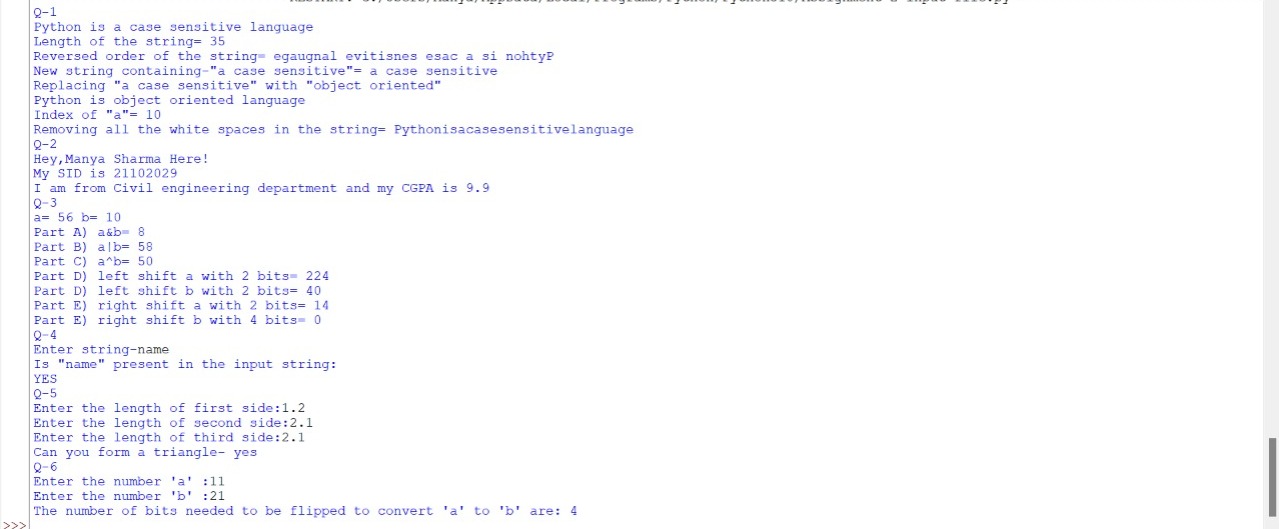 Q-1
Python is a case sensitive language
Length of the string= 35
Reversed order of the string= egaugnal evitisnes esac a si nohtyP
New string containing-"a case sensitive"= a case sensitive
Replacing "a case sensitive" with "object oriented"
Python is object oriented language
Index of "a"= 10
Removing all the white spaces in the string= Pythonisacasesensitivelanguage
Q-2
Hey,Manya Sharma Here!
My SID is 21102029
I am from Civil engineering department and my CGPA is 9.9
Q-3
a= 56 b= 10
Part A) a&b= 8
Part B) a|b= 58
Part C) a^b= 50
Part D) left shift a with 2 bits= 224
Part D) left shift b with 2 bits= 40
Part E) right shift a with 2 bits= 14
Part E) right shift b with 4 bits= 0
Q-4
Enter string-name
Is "name" present in the input string:
YES
Q-5
Enter the length of first side:1.2
Enter the length of second side:2.1
Enter the length of third side:2.1
Can you form a triangle- yes
Q-6
Enter the number 'a' :11
Enter the number 'b' :21
The number of bits needed to be flipped to convert 'a' to 'b' are: 4
>>>